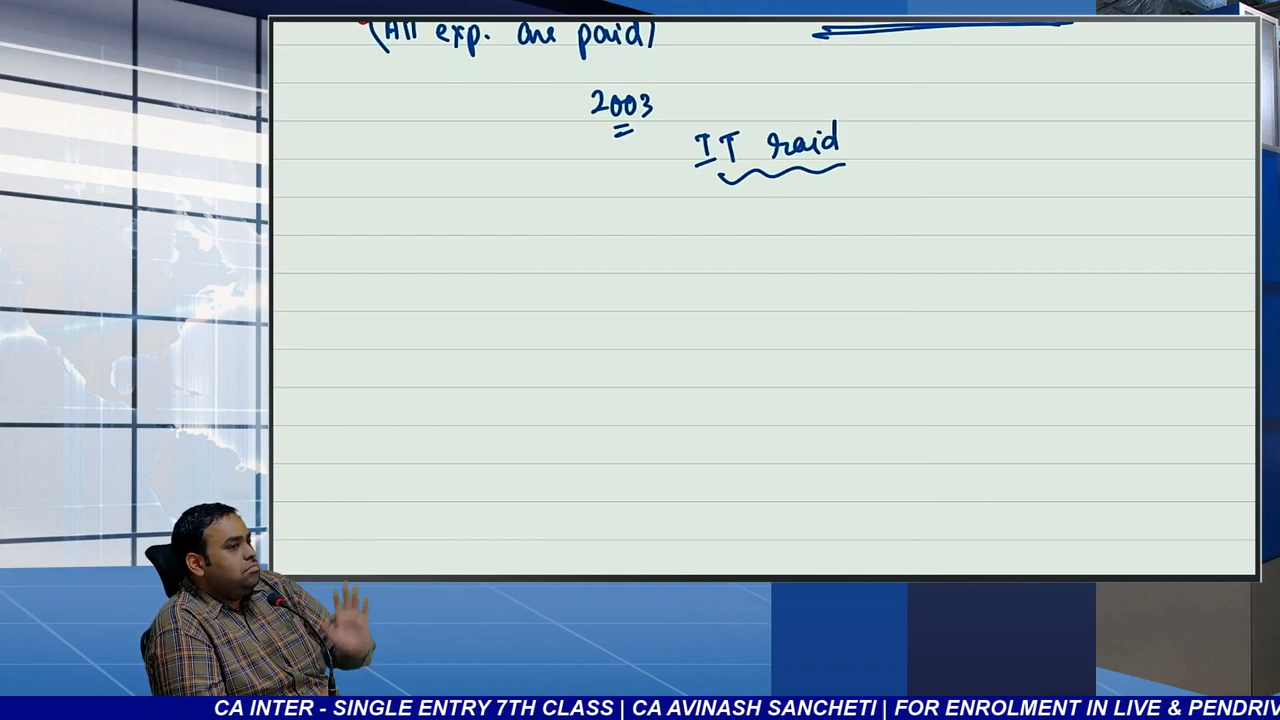 (All exp. are paid)
2003
IT raid
CA INTER - SINGLE ENTRY 7TH CLASS | CA AVINASH SANCHETI | FOR ENROLMENT IN LIVE & PENDRIV